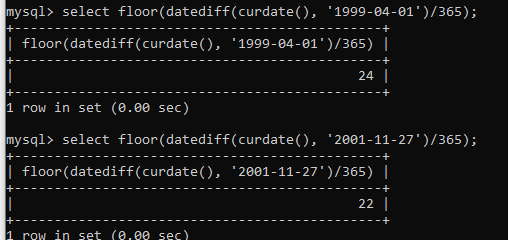 mysql> select floor(datediff(curdate(), '1999-04-01')/365);
+---------------------------------------------+
| floor(datediff(curdate(), '1999-04-01')/365) |
+---------------------------------------------+
| 24 |
+---------------------------------------------+
1 row in set (0.00 sec)
mysql> select floor(datediff(curdate(), '2001-11-27')/365);
+---------------------------------------------+
| floor(datediff(curdate(), '2001-11-27')/365) |
+---------------------------------------------+
| 22 |
+---------------------------------------------+
1 row in set (0.00 sec)